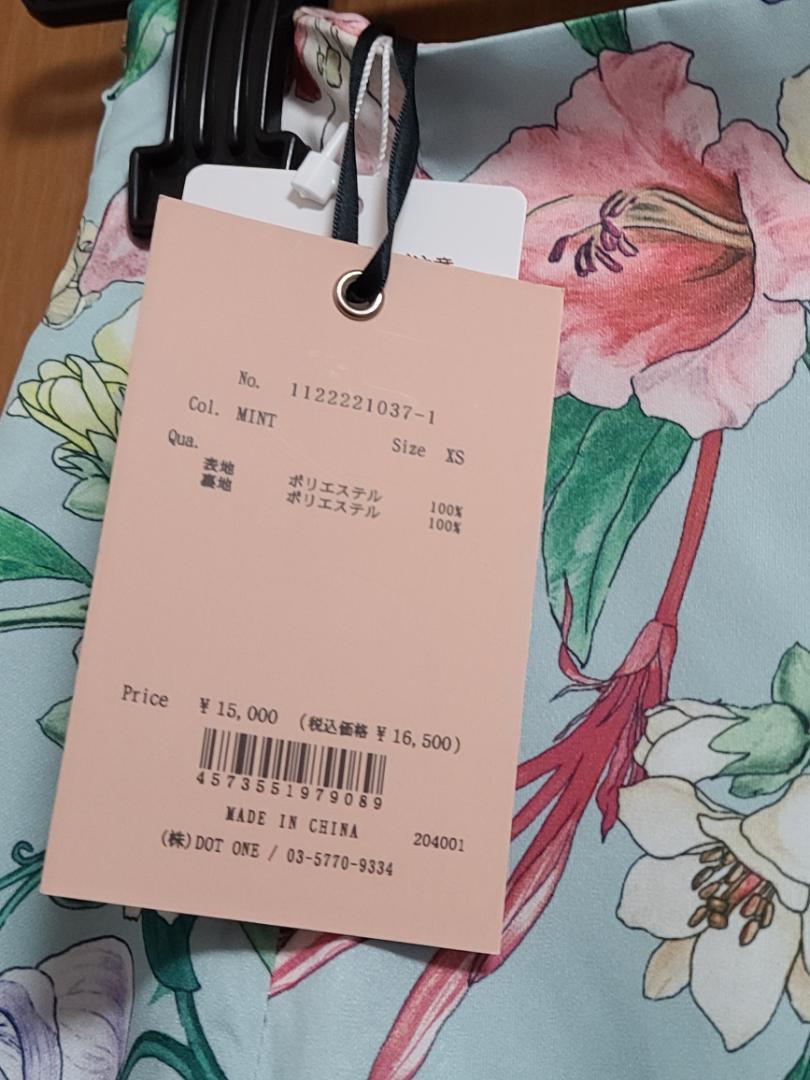 No. 1122221037-1
Col. MINT
Size XS
Qua.
表地 ポリエステル 100%
裏地 ポリエステル 100%
Price ¥15,000 (税込価格 ¥16,500)
4573551979089
MADE IN CHINA
204001
(株)DOT ONE / 03-5770-9334